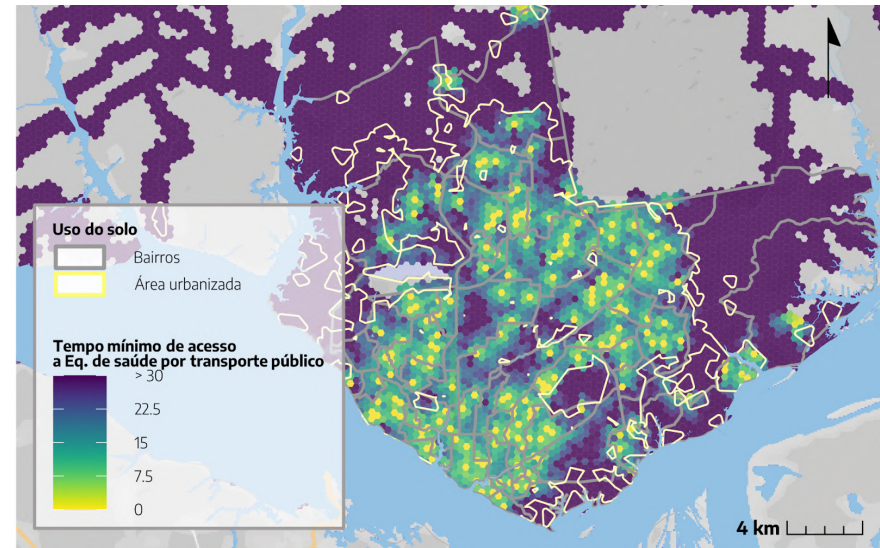 Uso do solo
Bairros
Área urbanizada
Tempo mínimo de acesso
a Eq. de saúde por transporte público
> 30
22.5
15
7.5
0
4 km